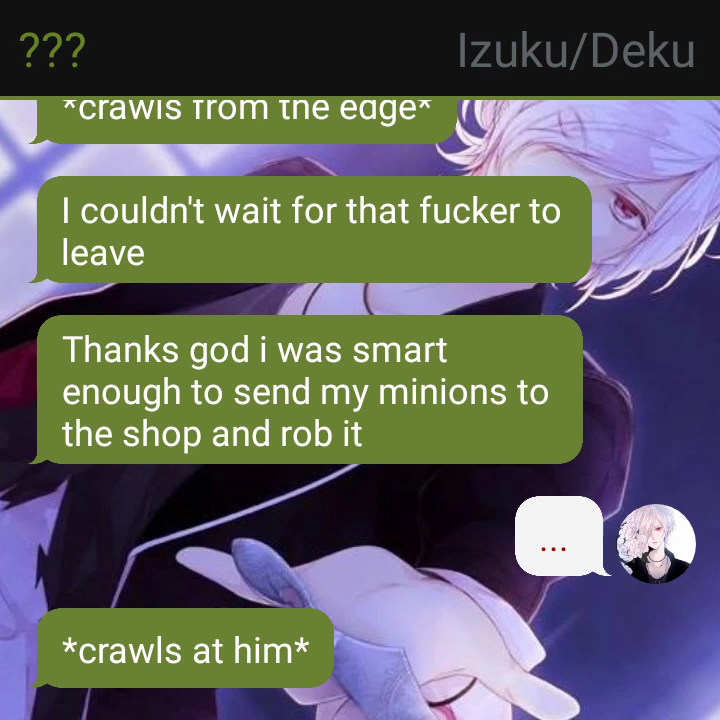 ??? Izuku/Deku
*crawls from the edge*
I couldn't wait for that fucker to
leave
Thanks god i was smart
enough to send my minions to
the shop and rob it
...
*crawls at him*